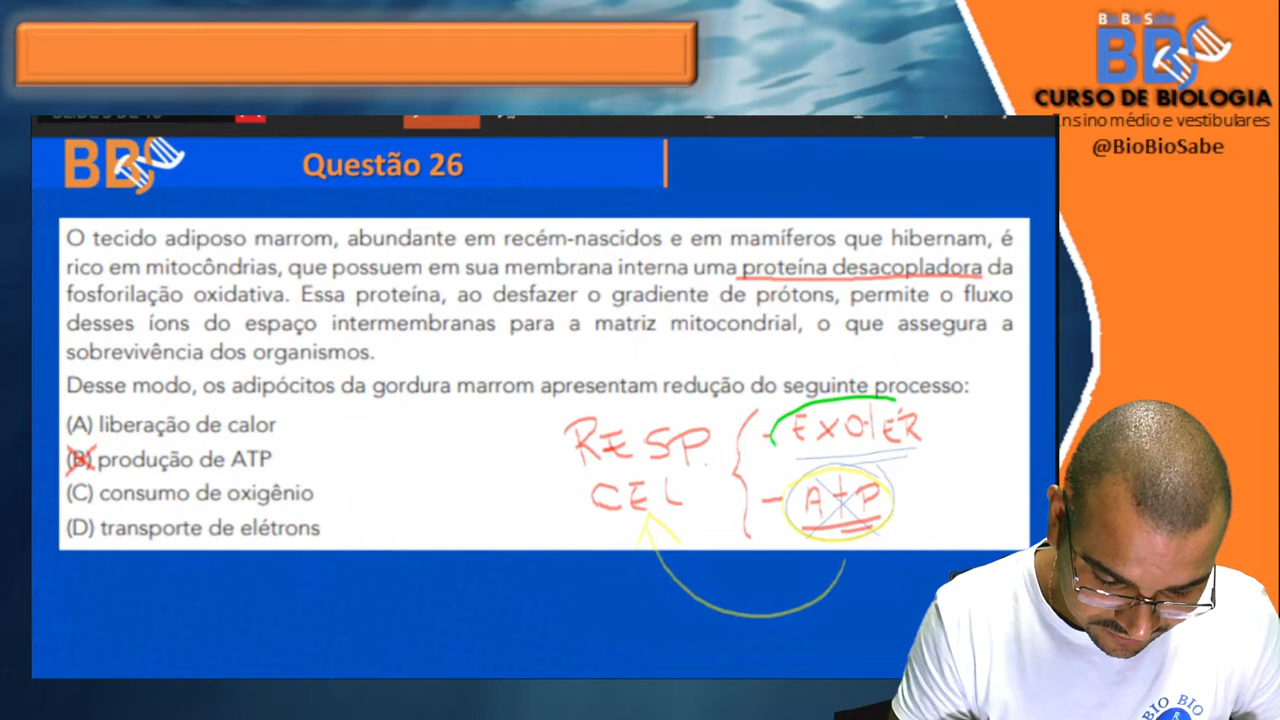 Bio Bio Sabe
BBS
CURSO DE BIOLOGIA
Ensino médio e vestibulares
@BioBioSabe
BBS
Questão 26
O tecido adiposo marrom, abundante em recém-nascidos e em mamíferos que hibernam, é
rico em mitocôndrias, que possuem em sua membrana interna uma proteína desacopladora da
fosforilação oxidativa. Essa proteína, ao desfazer o gradiente de prótons, permite o fluxo
desses íons do espaço intermembranas para a matriz mitocondrial, o que assegura a
sobrevivência dos organismos.
Desse modo, os adipócitos da gordura marrom apresentam redução do seguinte processo:
(A) liberação de calor
(B) produção de ATP
(C) consumo de oxigênio
(D) transporte de elétrons
RESP.
CEL
- EXOTÉR
- ATP
BIO BIO